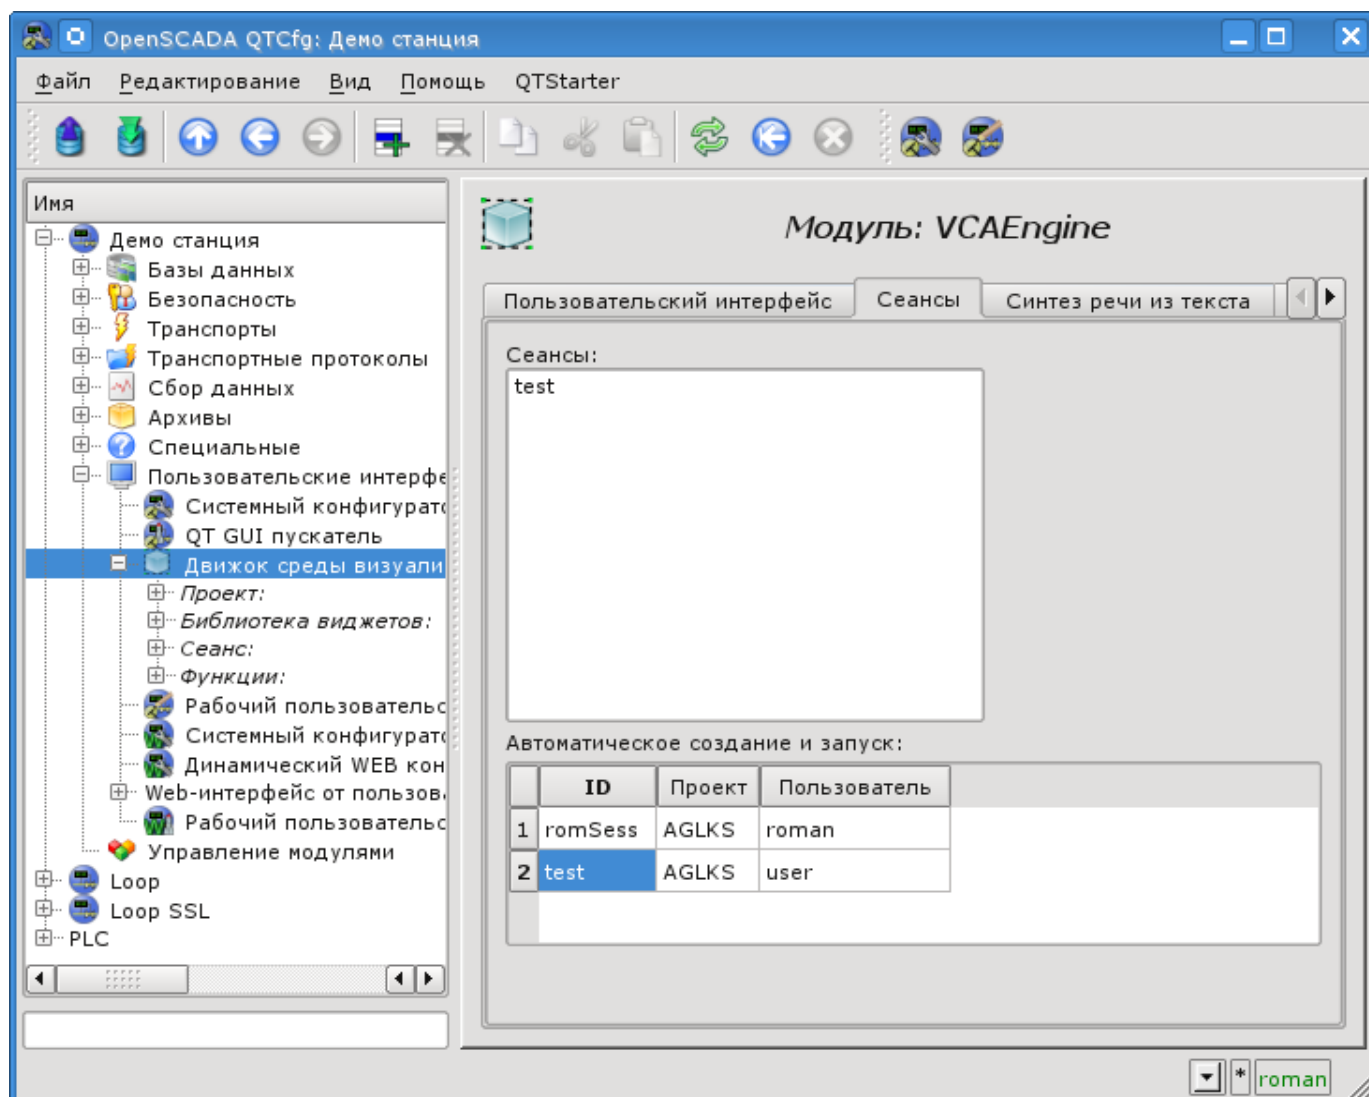 OpenSCADA QTCfg: Демо станция
Файл Редактирование Вид Помощь QTStarter
Имя
Демо станция
Базы данных
Безопасность
Транспорты
Транспортные протоколы
Сбор данных
Архивы
Специальные
Пользовательские интерфе
Системный конфигурато
QT GUI пускатель
Движок среды визуали
Проект:
Библиотека виджетов:
Сеанс:
Функции:
Рабочий пользовательс
Системный конфигурато
Динамический WEB кон
Web-интерфейс от пользов
Рабочий пользовательс
Управление модулями
Loop
Loop SSL
PLC
Модуль: VCAEngine
Пользовательский интерфейс Сеансы Синтез речи из текста
Сеансы:
test
Автоматическое создание и запуск:
ID Проект Пользователь
1 romSess AGLKS roman
2 test AGLKS user
* roman